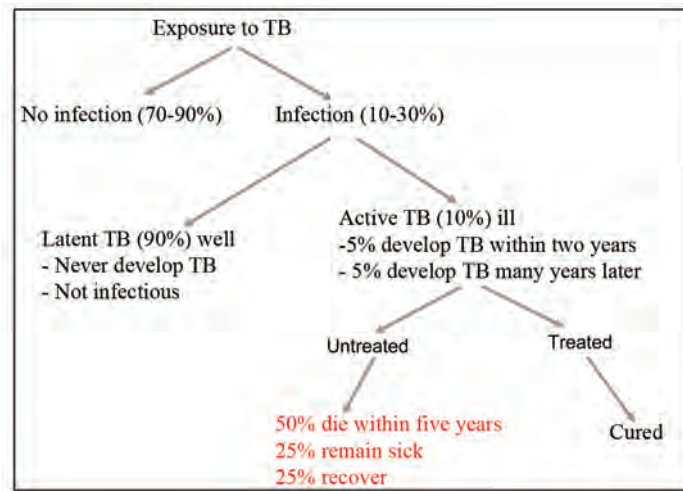 Exposure to TB
No infection (70-90%)
Infection (10-30%)
Latent TB (90%) well
- Never develop TB
- Not infectious
Active TB (10%) ill
-5% develop TB within two years
- 5% develop TB many years later
Untreated
Treated
50% die within five years
25% remain sick
25% recover
Cured